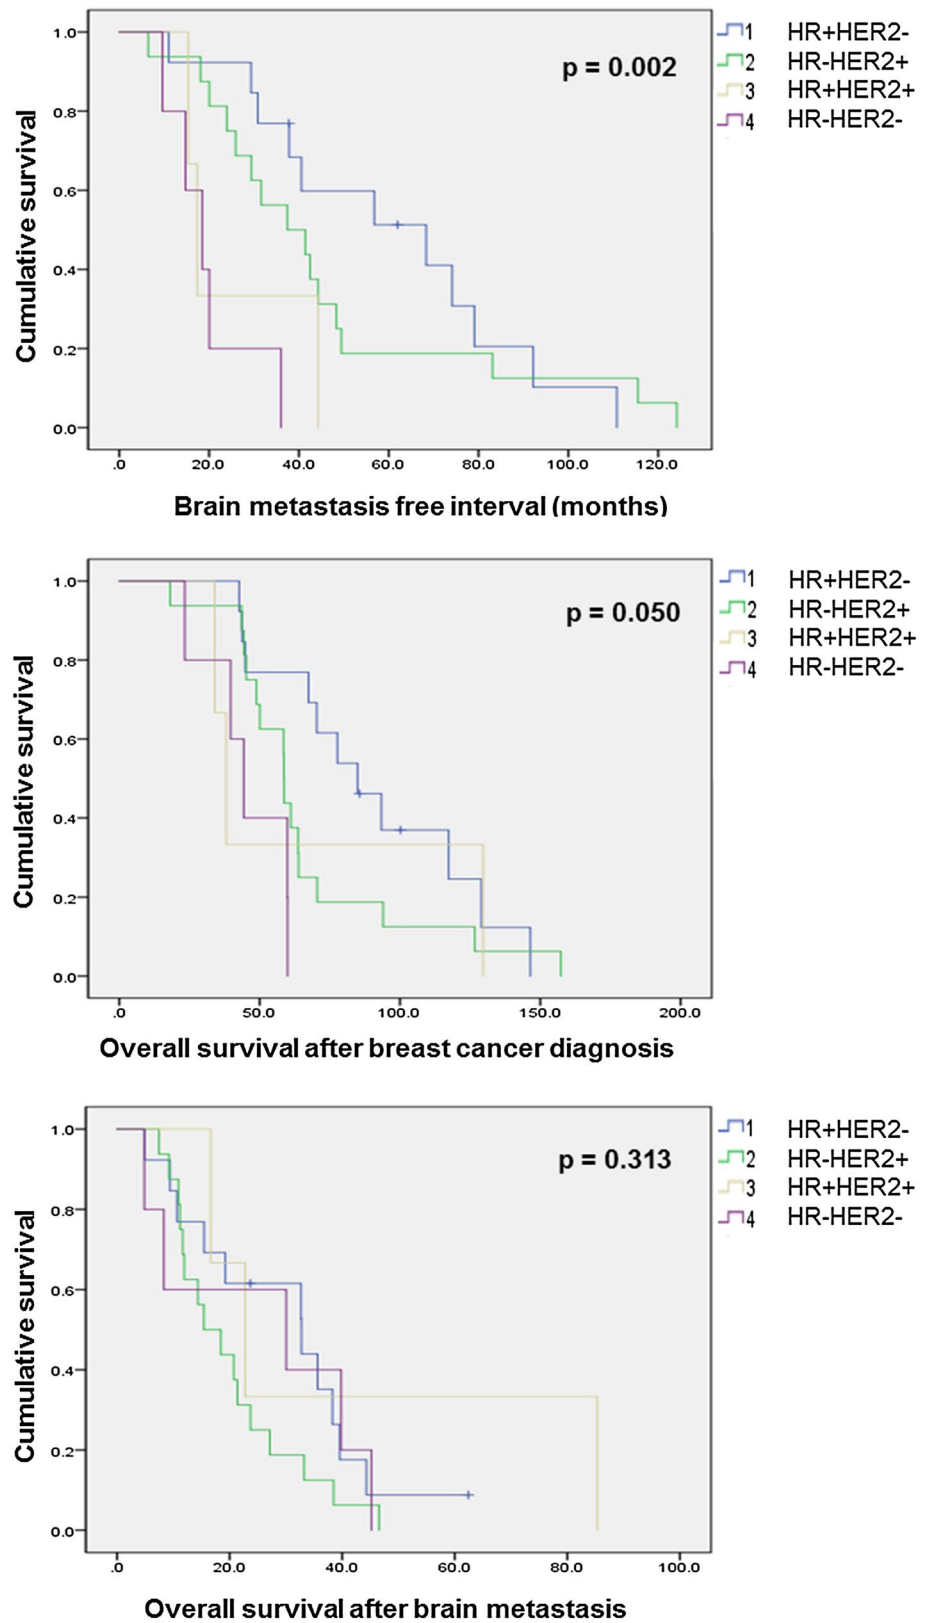 1.0
0.8
0.6
0.4
0.2
0.0
Cumulative survival
p = 0.002
1 HR+HER2-
2 HR-HER2+
3 HR+HER2+
4 HR-HER2-
.0 20.0 40.0 60.0 80.0 100.0 120.0
Brain metastasis free interval (months)
1.0
0.8
0.6
0.4
0.2
0.0
Cumulative survival
p = 0.050
1 HR+HER2-
2 HR-HER2+
3 HR+HER2+
4 HR-HER2-
.0 50.0 100.0 150.0 200.0
Overall survival after breast cancer diagnosis
1.0
0.8
0.6
0.4
0.2
0.0
Cumulative survival
p = 0.313
1 HR+HER2-
2 HR-HER2+
3 HR+HER2+
4 HR-HER2-
.0 20.0 40.0 60.0 80.0 100.0
Overall survival after brain metastasis